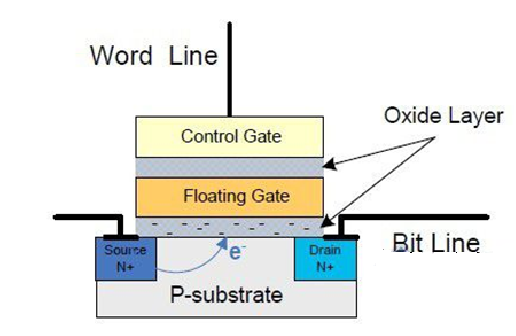 Word Line
Oxide Layer
Control Gate
Floating Gate
Source
N+
e-
Drain
N+
Bit Line
P-substrate